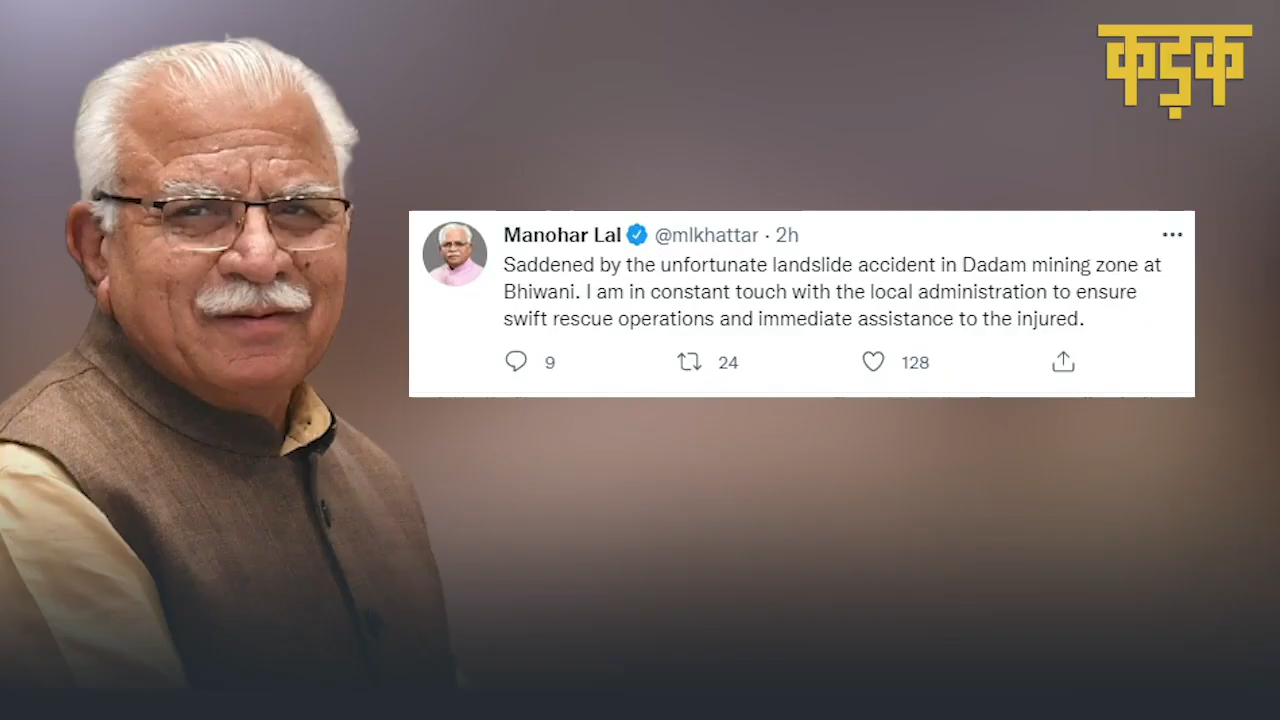 कड़क
Manohar Lal @mlkhattar · 2h
Saddened by the unfortunate landslide accident in Dadam mining zone at
Bhiwani. I am in constant touch with the local administration to ensure
swift rescue operations and immediate assistance to the injured.
9 24 128